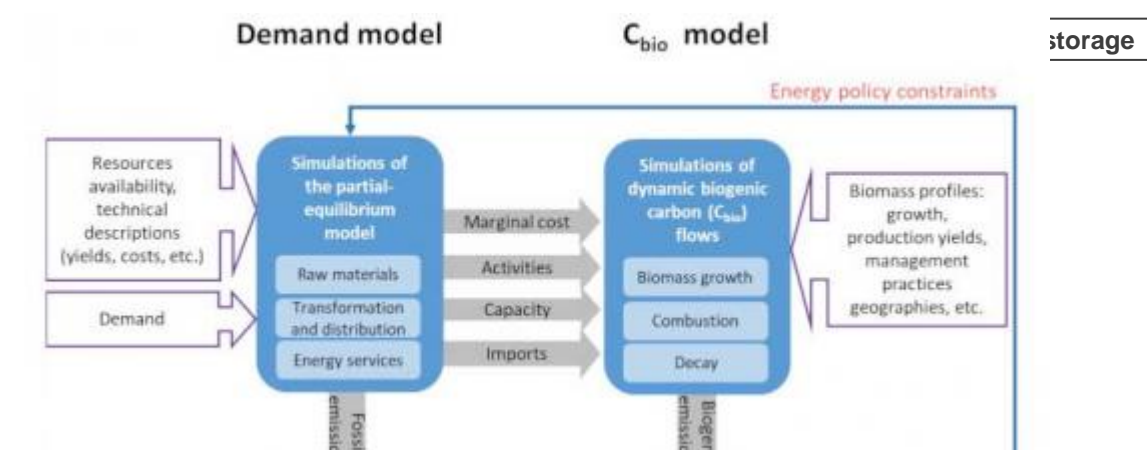 Demand model
Cbio model
storage
Energy policy constraints
Resources
availability,
technical
descriptions
(yields, costs, etc.)
Demand
Simulations of
the partial-
equilibrium
model
Raw materials
Transformation
and distribution
Energy services
Marginal cost
Activities
Capacity
Imports
Simulations of
dynamic biogenic
carbon (Cbio)
flows
Biomass growth
Combustion
Decay
Biomass profiles:
growth,
production yields,
management
practices
geographies, etc.